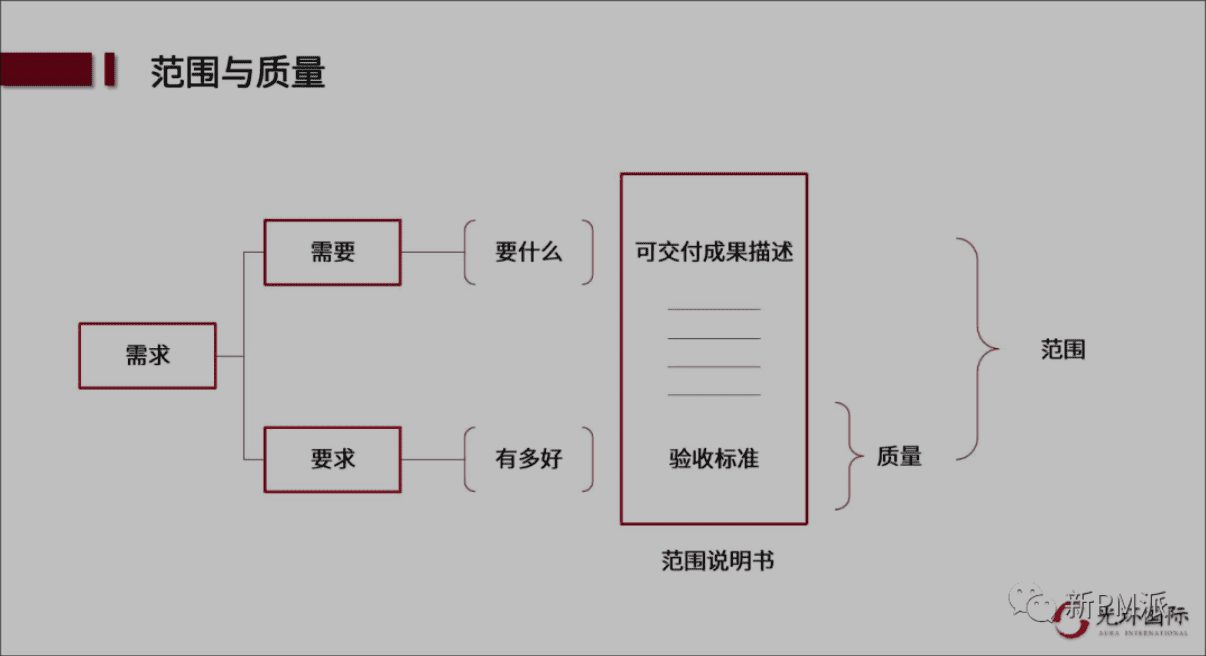 范围与质量
需要
要什么
可交付成果描述
需求
范围
要求
有多好
验收标准
质量
范围说明书
新PM派
光环国际
AURA INTERNATIONAL